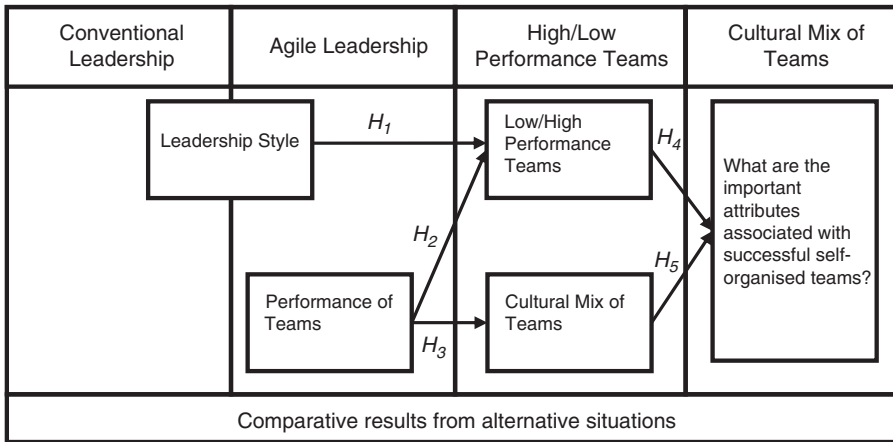 Conventional
Leadership
Agile Leadership
High/Low
Performance Teams
Cultural Mix of
Teams
Leadership Style
H1
Low/High
Performance
Teams
H4
What are the
important
attributes
associated with
successful self-
organised teams?
H2
H5
Performance of
Teams
H3
Cultural Mix of
Teams
Comparative results from alternative situations